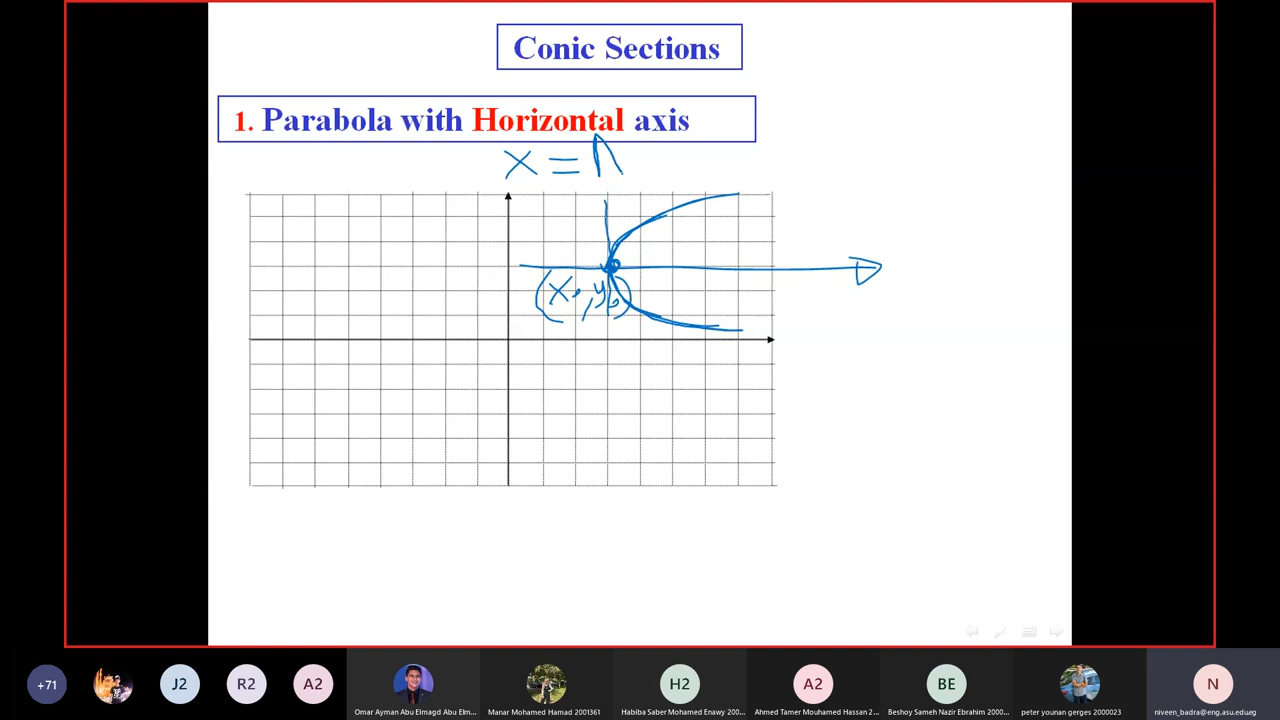 Conic Sections
1. Parabola with Horizontal axis
x =
(x₀, y₀)
+71
J2
R2
A2
H2
A2
BE
N
Omar Ayman Abu Elmagd Abu Elm...
Manar Mohamed Hamad 2001361
Habiba Saber Mohamed Enawy 200...
Ahmed Tamer Mouhamed Hassan 2...
Beshoy Sameh Nazir Ebrahim 2000...
peter younan gerges 2000023
niveen_badra@eng.asu.edueg